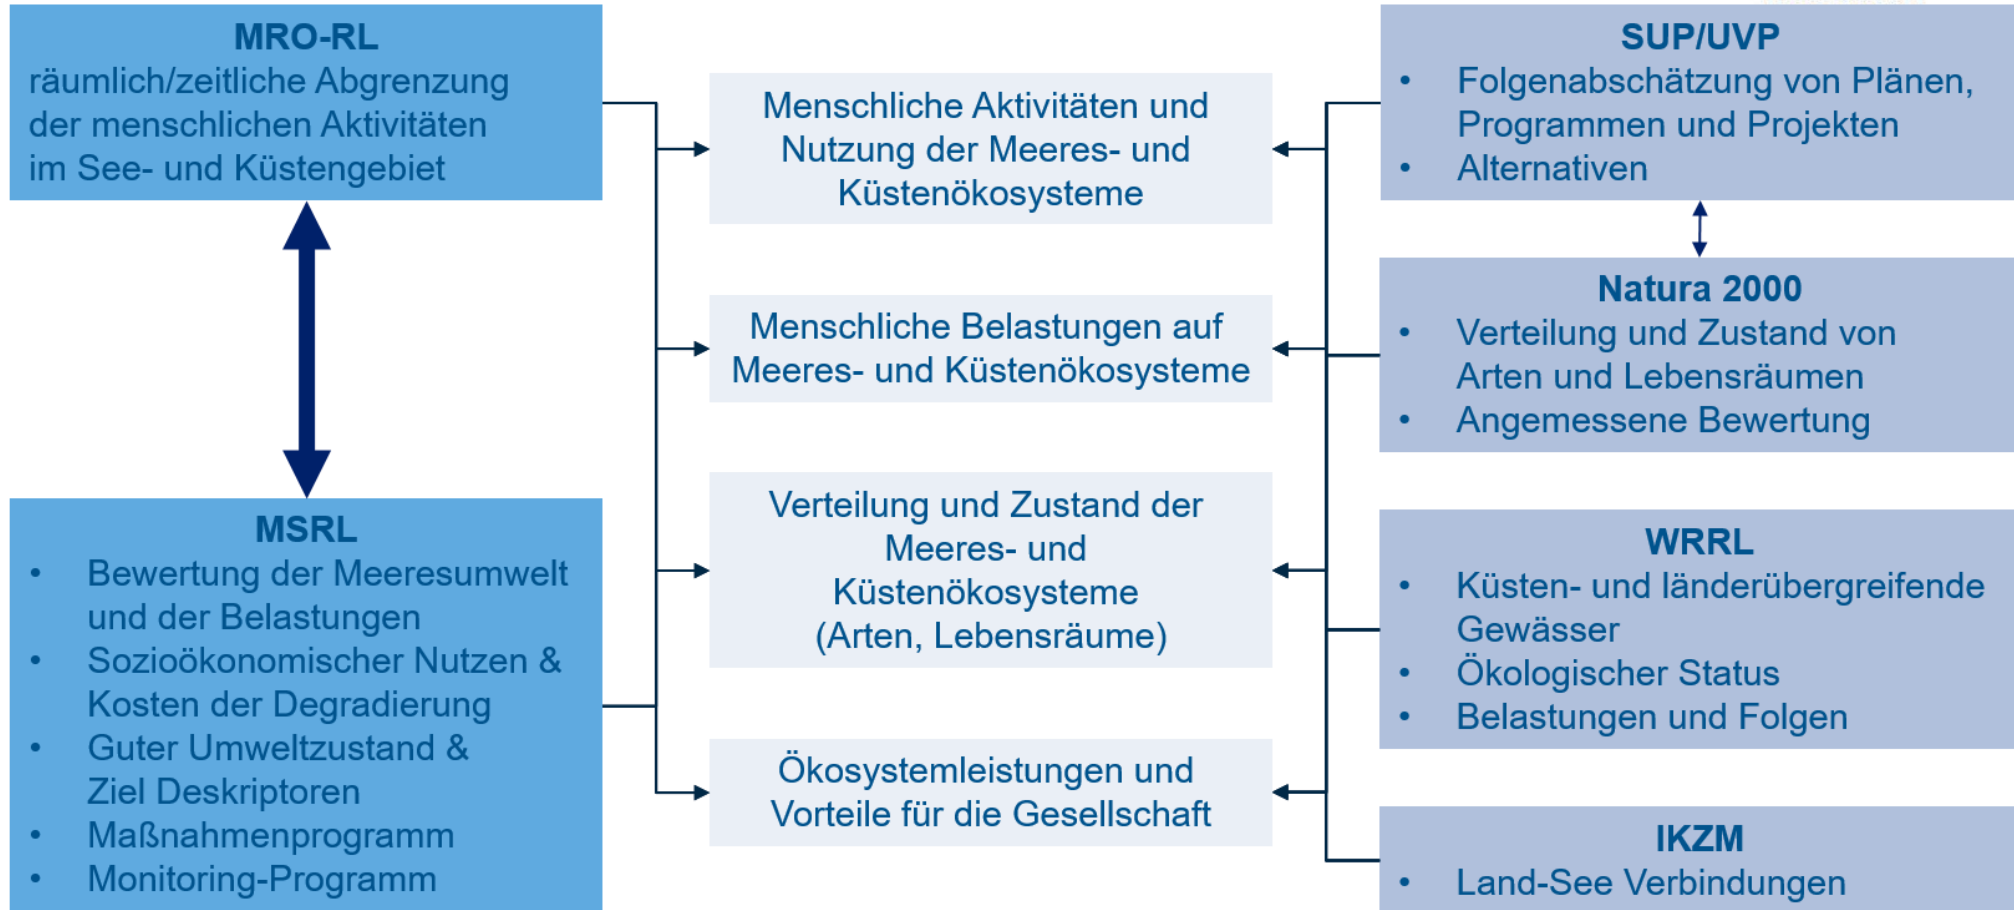 MRO-RL
räumlich/zeitliche Abgrenzung
der menschlichen Aktivitäten
im See- und Küstengebiet
MSRL
• Bewertung der Meeresumwelt
und der Belastungen
• Sozioökonomischer Nutzen &
Kosten der Degradierung
• Guter Umweltzustand &
Ziel Deskriptoren
• Maßnahmenprogramm
• Monitoring-Programm
Menschliche Aktivitäten und
Nutzung der Meeres- und
Küstenökosysteme
Menschliche Belastungen auf
Meeres- und Küstenökosysteme
Verteilung und Zustand der
Meeres- und
Küstenökosysteme
(Arten, Lebensräume)
Ökosystemleistungen und
Vorteile für die Gesellschaft
SUP/UVP
• Folgenabschätzung von Plänen,
Programmen und Projekten
• Alternativen
Natura 2000
• Verteilung und Zustand von
Arten und Lebensräumen
• Angemessene Bewertung
WRRL
• Küsten- und länderübergreifende
Gewässer
• Ökologischer Status
• Belastungen und Folgen
IKZM
• Land-See Verbindungen